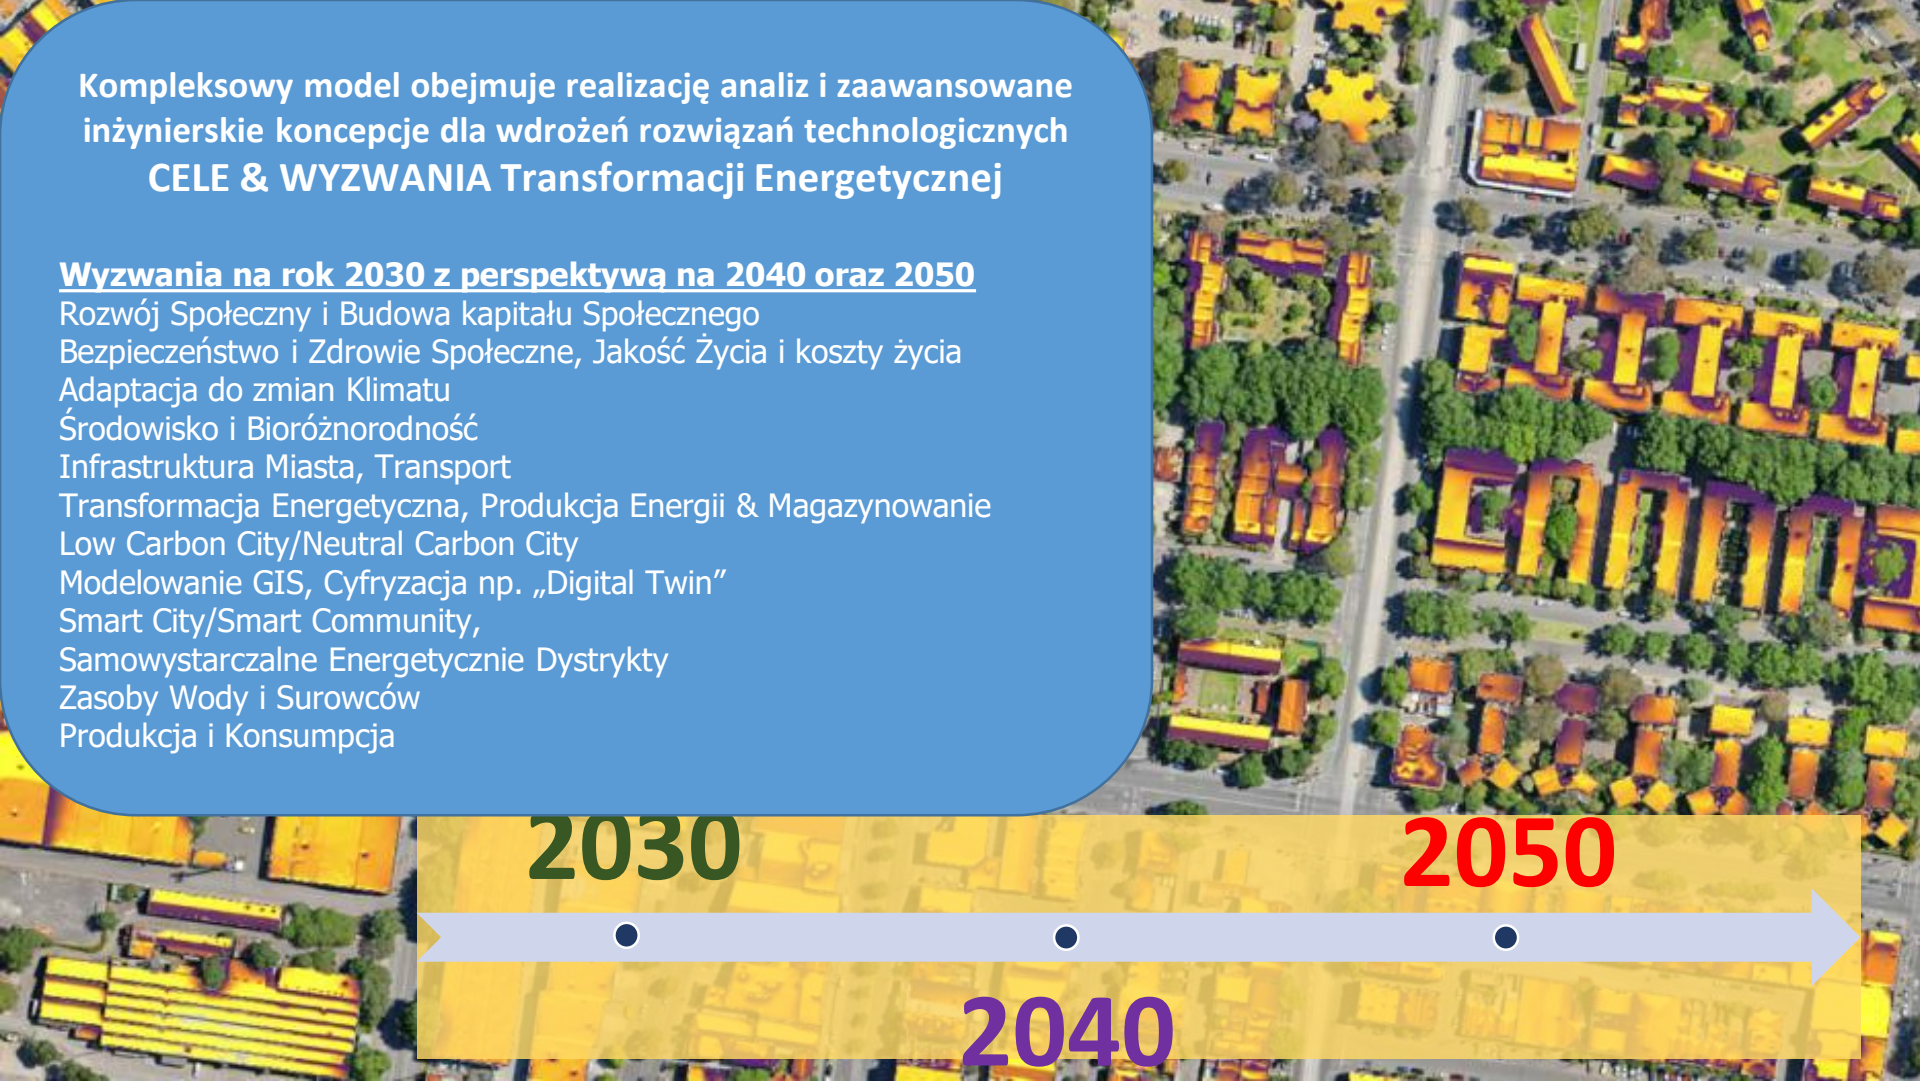 Kompleksowy model obejmuje realizację analiz i zaawansowane
inżynierskie koncepcje dla wdrożeń rozwiązań technologicznych
CELE & WYZWANIA Transformacji Energetycznej
Wyzwania na rok 2030 z perspektywą na 2040 oraz 2050
Rozwój Społeczny i Budowa kapitału Społecznego
Bezpieczeństwo i Zdrowie Społeczne, Jakość Życia i koszty życia
Adaptacja do zmian Klimatu
Środowisko i Bioróżnorodność
Infrastruktura Miasta, Transport
Transformacja Energetyczna, Produkcja Energii & Magazynowanie
Low Carbon City/Neutral Carbon City
Modelowanie GIS, Cyfryzacja np. „Digital Twin”
Smart City/Smart Community,
Samowystarczalne Energetycznie Dystrykty
Zasoby Wody i Surowców
Produkcja i Konsumpcja
2030
2050
2040